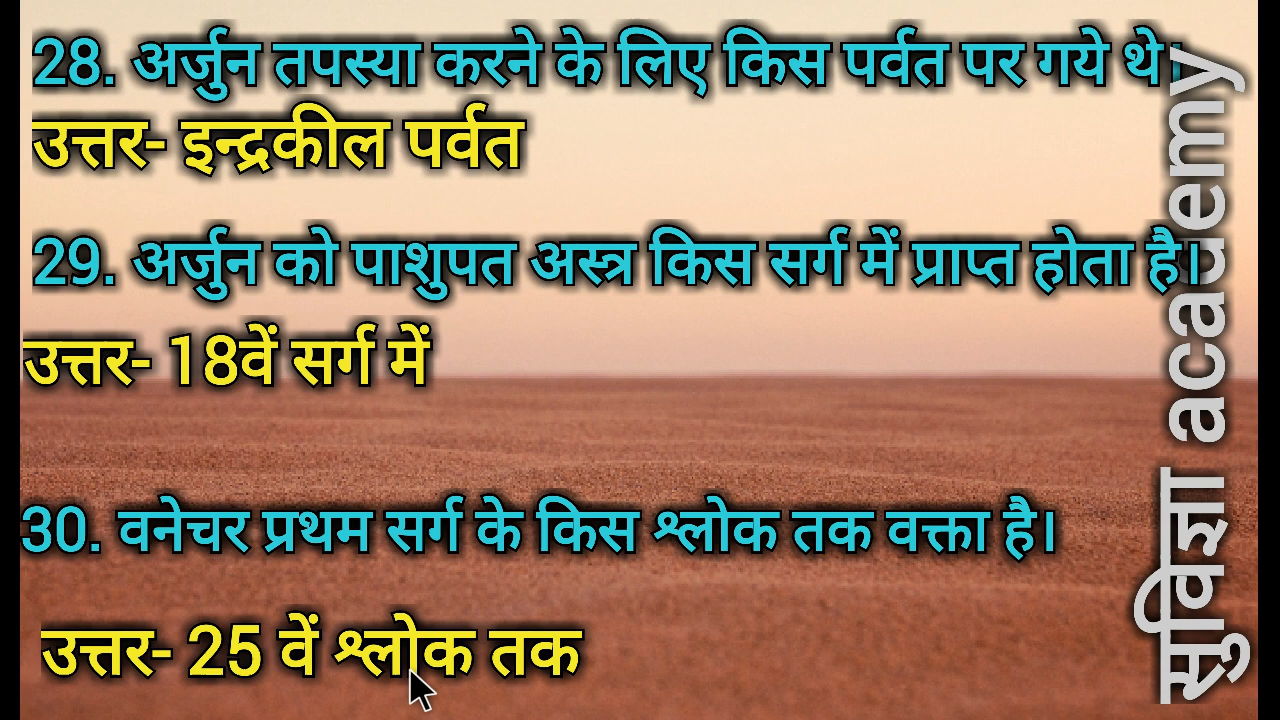 28. अर्जुन तपस्या करने के लिए किस पर्वत पर गये थे।
उत्तर- इन्द्रकील पर्वत
29. अर्जुन को पाशुपत अस्त्र किस सर्ग में प्राप्त होता है।
उत्तर- 18वें सर्ग में
30. वनेचर प्रथम सर्ग के किस श्लोक तक वक्ता है।
उत्तर- 25 वें श्लोक तक
सुविज्ञा academy